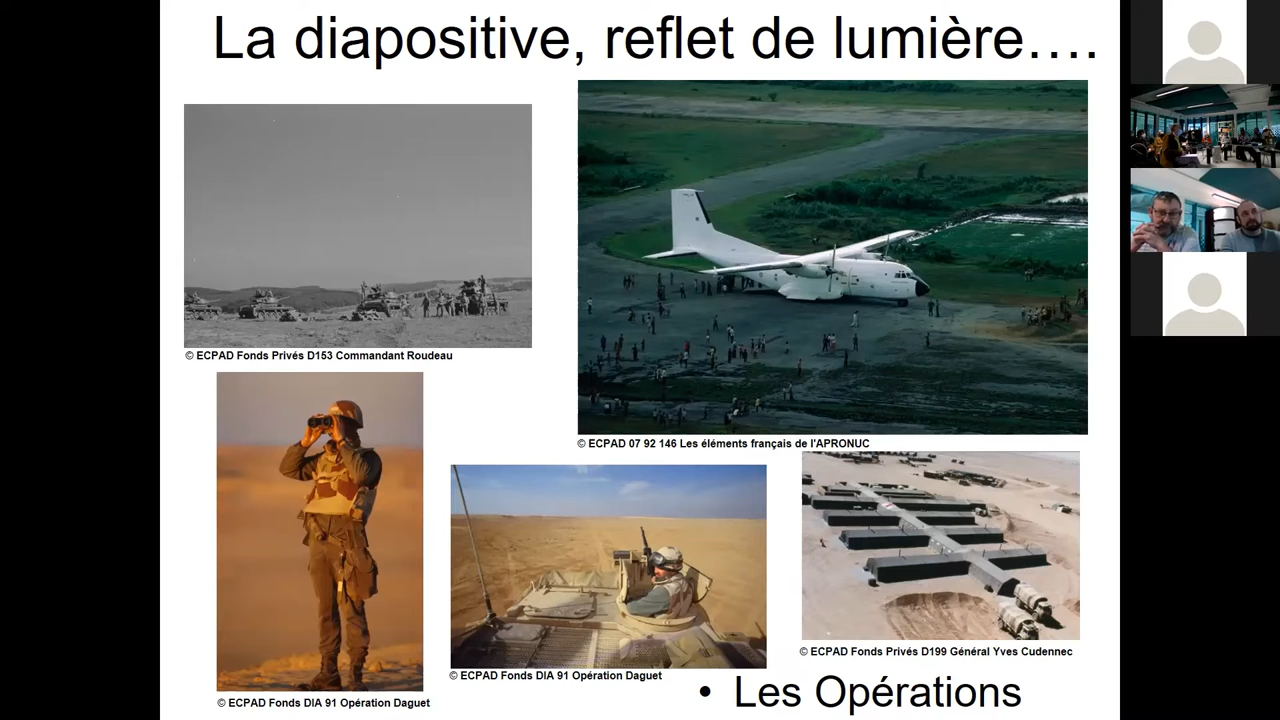 La diapositive, reflet de lumière….
© ECPAD Fonds Privés D153 Commandant Roudeau
© ECPAD 07 92 146 Les éléments français de l'APRONUC
© ECPAD Fonds DIA 91 Opération Daguet
© ECPAD Fonds DIA 91 Opération Daguet
© ECPAD Fonds Privés D199 Général Yves Cudennec
• Les Opérations